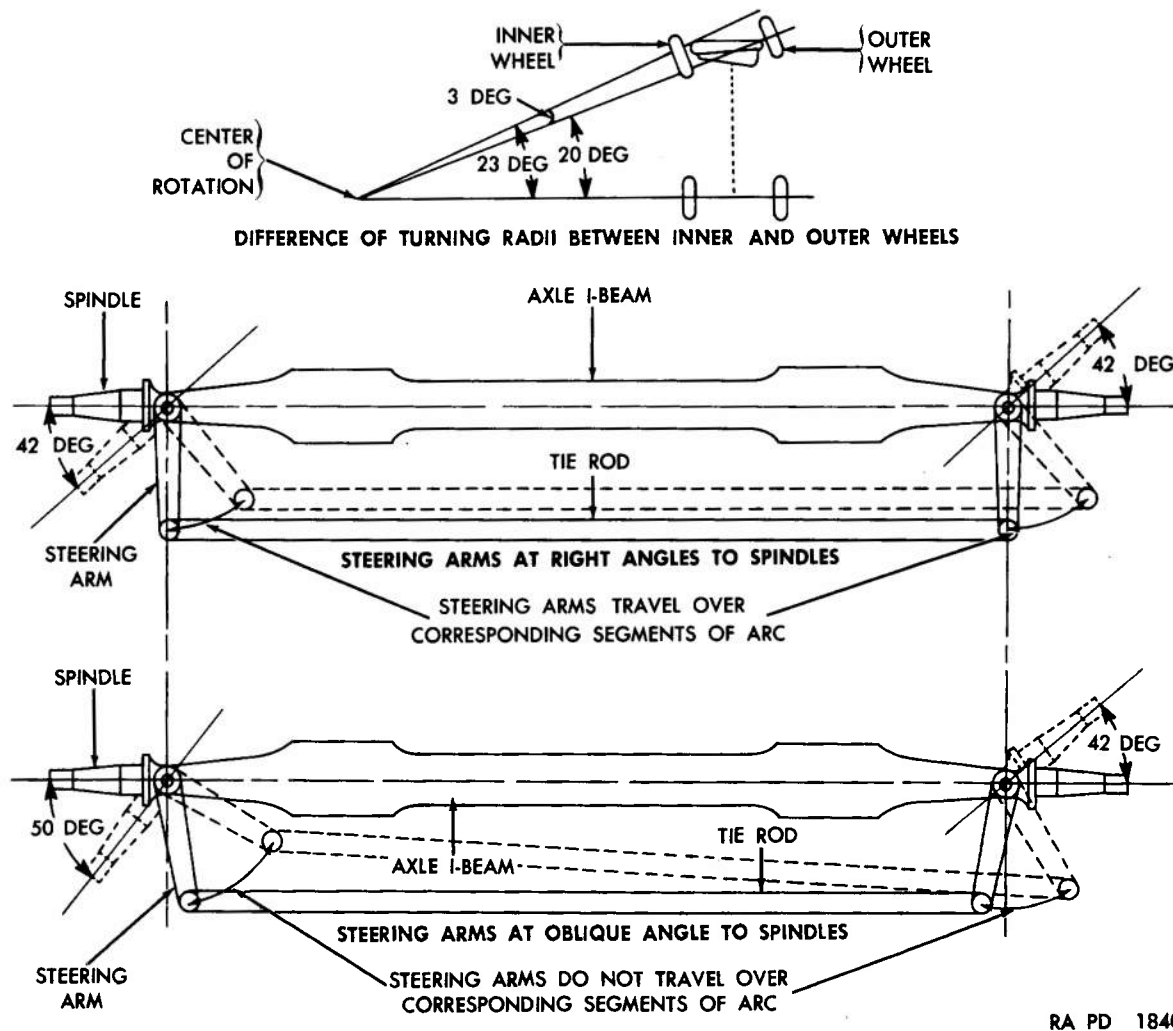 INNER
WHEEL
OUTER
WHEEL
3 DEG
CENTER
OF
ROTATION
23 DEG
20 DEG
DIFFERENCE OF TURNING RADII BETWEEN INNER AND OUTER WHEELS
SPINDLE
AXLE I-BEAM
42 DEG
42 DEG
TIE ROD
STEERING
ARM
STEERING ARMS AT RIGHT ANGLES TO SPINDLES
STEERING ARMS TRAVEL OVER
CORRESPONDING SEGMENTS OF ARC
SPINDLE
42 DEG
50 DEG
TIE ROD
AXLE I-BEAM
STEERING ARMS AT OBLIQUE ANGLE TO SPINDLES
STEERING
ARM
STEERING ARMS DO NOT TRAVEL OVER
CORRESPONDING SEGMENTS OF ARC
RA PD